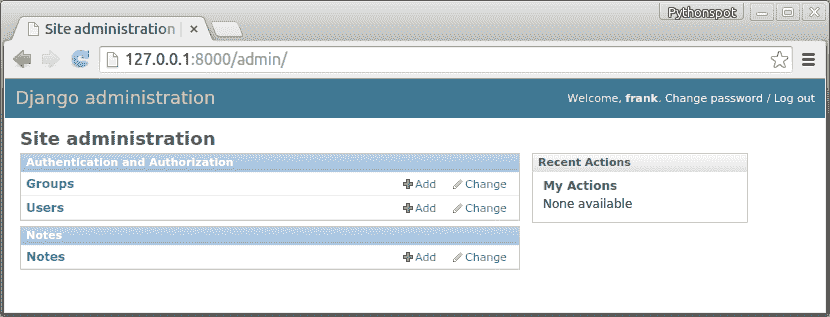 Pythonspot
Site administration
127.0.0.1:8000/admin/
Django administration
Welcome, frank. Change password / Log out
Site administration
Authentication and Authorization
Groups Add Change
Users Add Change
Notes
Notes Add Change
Recent Actions
My Actions
None available